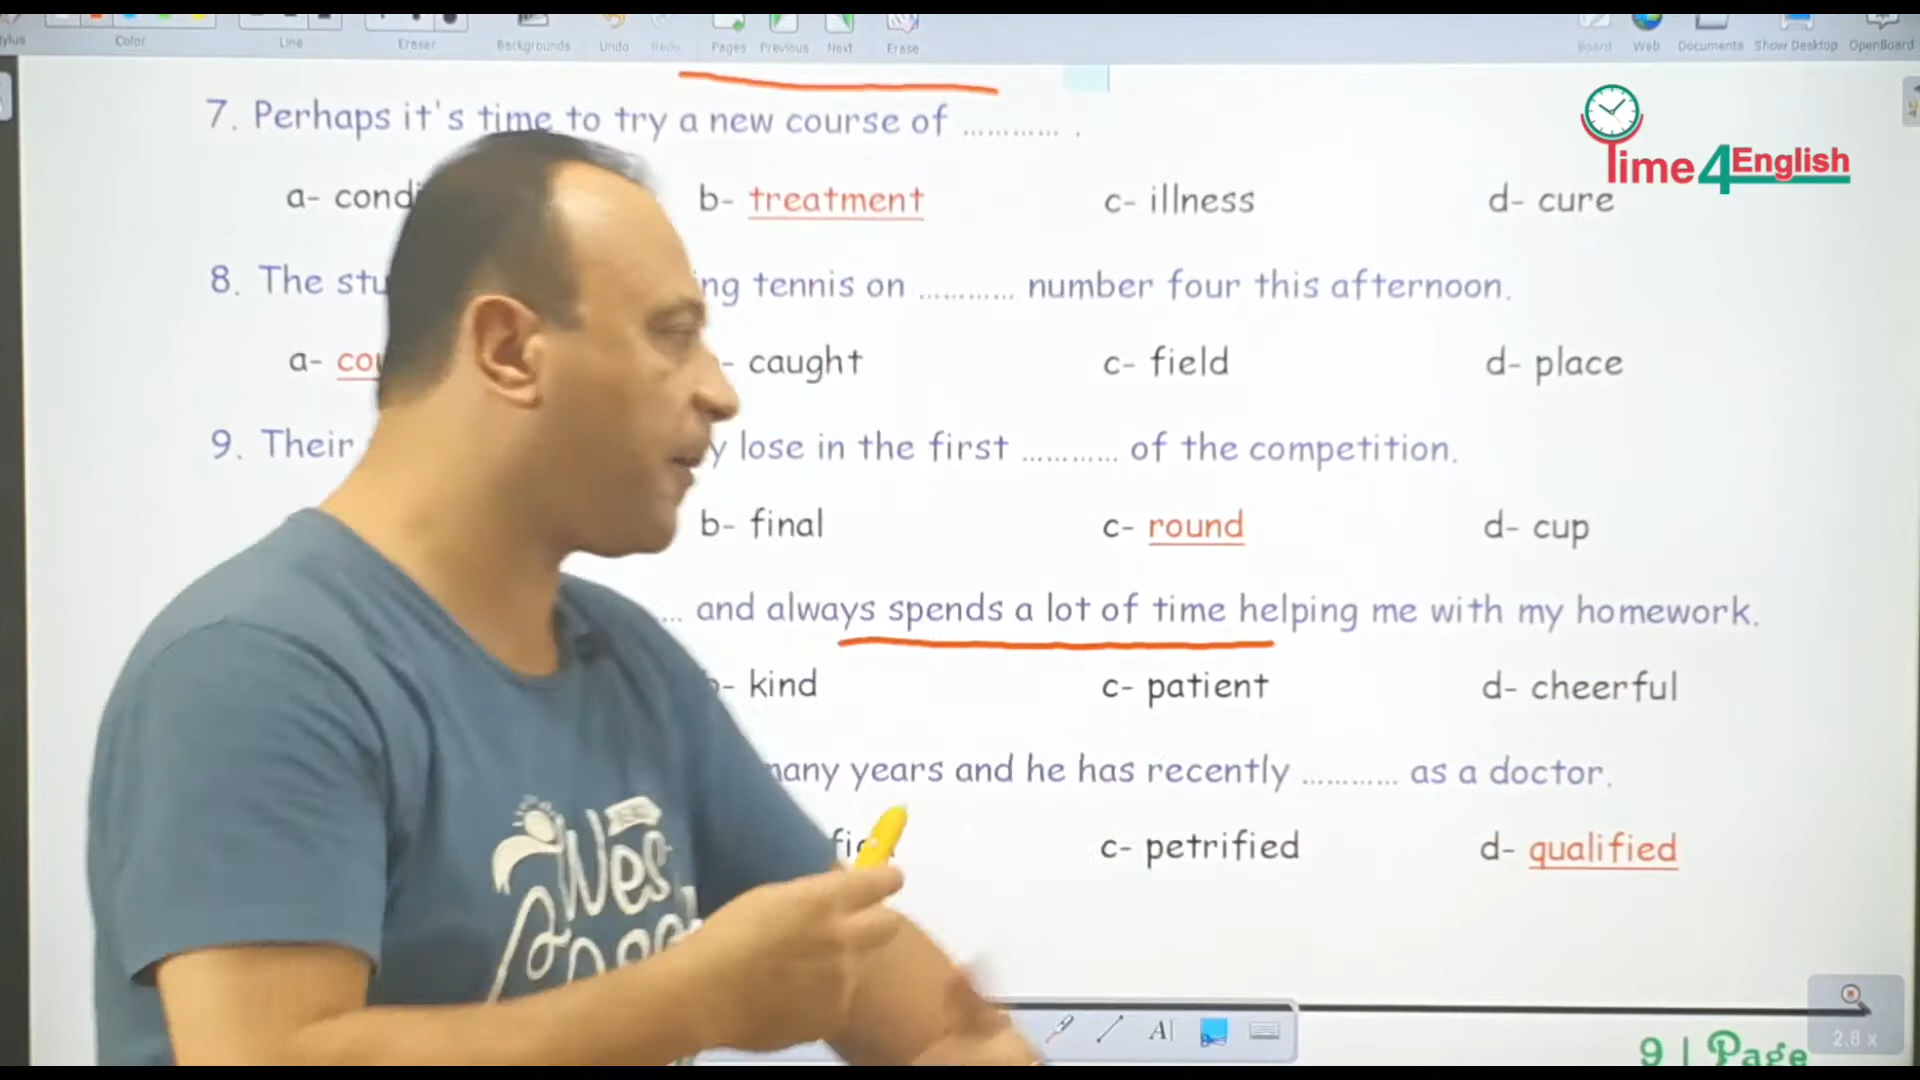 Color Line Eraser Backgrounds Undo Redo Pages Previous Next Erase Board Web Documents Show Desktop OpenBoard
Time4English
7. Perhaps it's time to try a new course of ............ .
a- b- treatment c- illness d- cure
8. The tennis on ............ number four this afternoon.
a- caught c- field d- place
9. Their lose in the first ............ of the competition.
b- final c- round d- cup
and always spends a lot of time helping me with my homework.
kind c- patient d- cheerful
many years and he has recently ............ as a doctor.
c- petrified d- qualified
A|
2.8 x
9 | Page